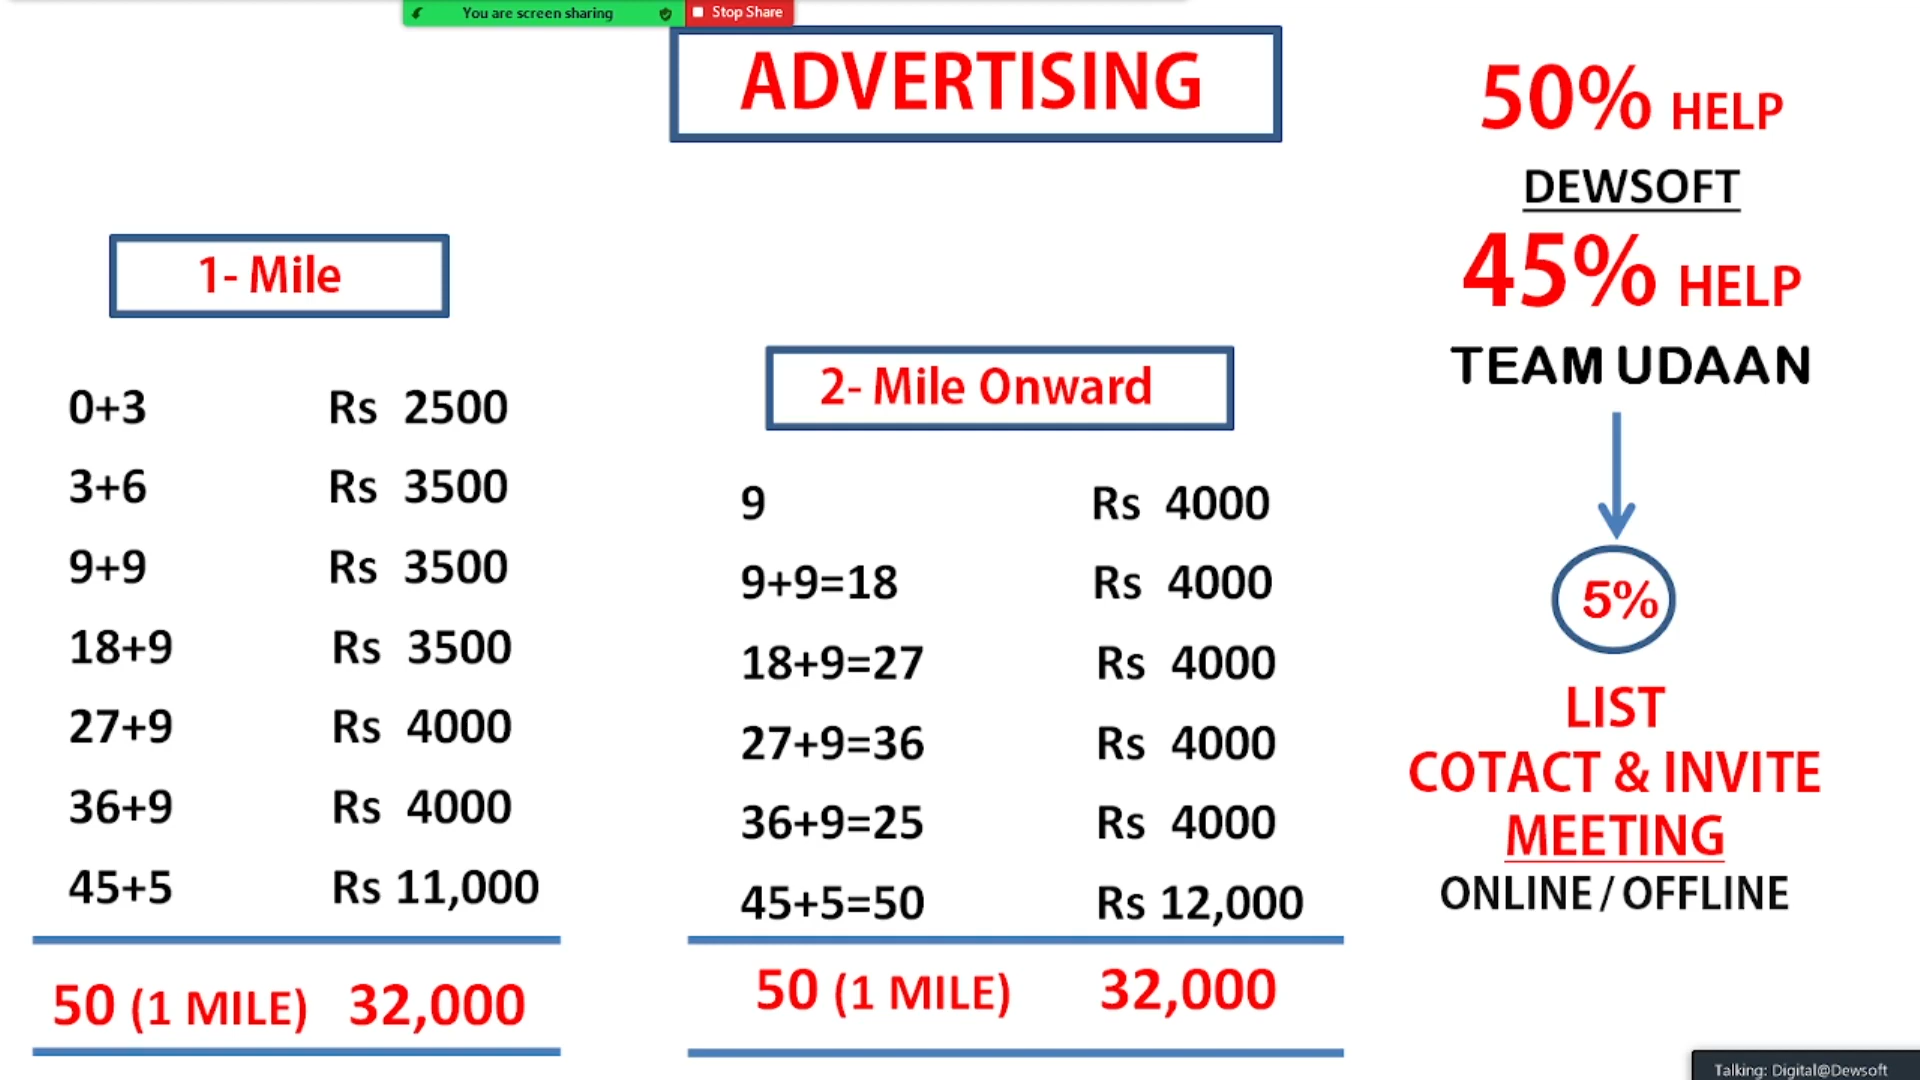 You are screen sharing
Stop Share
ADVERTISING
1- Mile
0+3 Rs 2500
3+6 Rs 3500
9+9 Rs 3500
18+9 Rs 3500
27+9 Rs 4000
36+9 Rs 4000
45+5 Rs 11,000
50 (1 MILE) 32,000
2- Mile Onward
9 Rs 4000
9+9=18 Rs 4000
18+9=27 Rs 4000
27+9=36 Rs 4000
36+9=25 Rs 4000
45+5=50 Rs 12,000
50 (1 MILE) 32,000
50% HELP
DEWSOFT
45% HELP
TEAM UDAAN
5%
LIST
COTACT & INVITE
MEETING
ONLINE / OFFLINE
Talking: Digital@Dewsoft